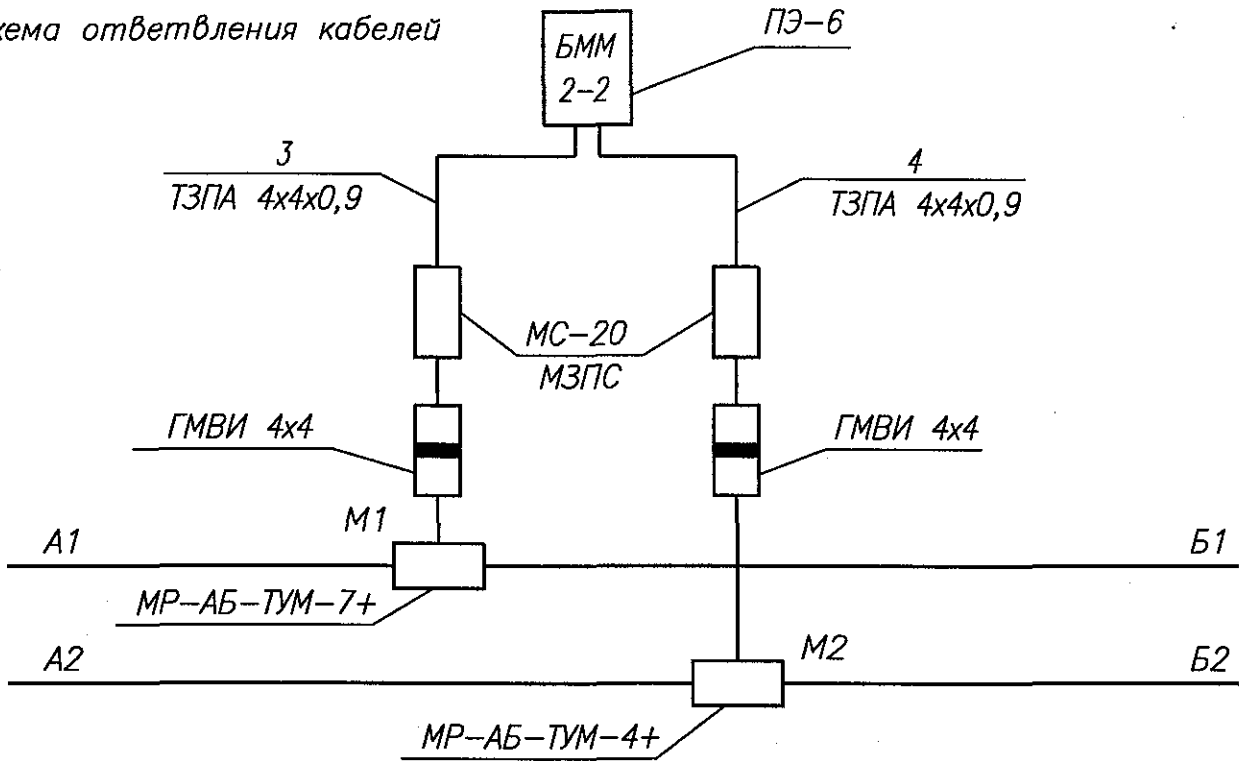 хема ответвления кабелей
БММ
2-2
ПЭ-6
3
ТЗПА 4х4х0,9
4
ТЗПА 4х4х0,9
МС-20
МЗПС
ГМВИ 4х4
ГМВИ 4х4
М1
А1
Б1
МР-АБ-ТУМ-7+
А2
М2
Б2
МР-АБ-ТУМ-4+